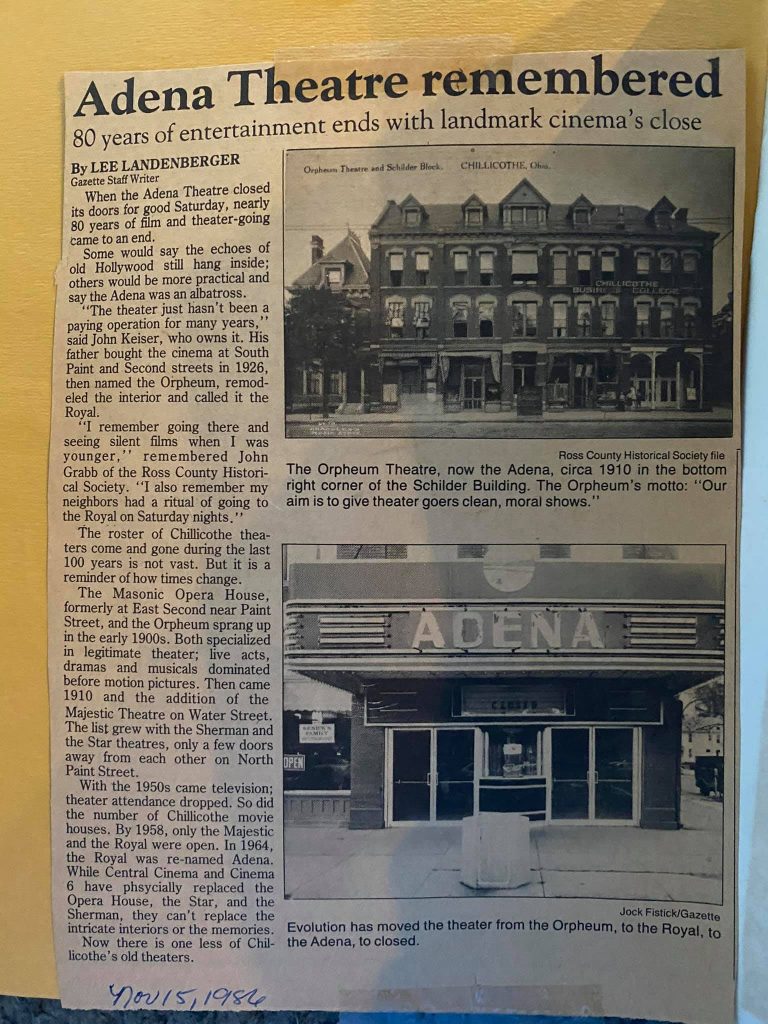 Adena Theatre remembered
80 years of entertainment ends with landmark cinema's close
By LEE LANDENBERGER
Gazette Staff Writer
When the Adena Theatre closed
its doors for good Saturday, nearly
80 years of film and theater-going
came to an end.
Some would say the echoes of
old Hollywood still hang inside;
others would be more practical and
say the Adena was an albatross.
"The theater just hasn't been a
paying operation for many years,"
said John Keiser, who owns it. His
father bought the cinema at South
Paint and Second streets in 1926,
then named the Orpheum, remod-
eled the interior and called it the
Royal.
"I remember going there and
seeing silent films when I was
younger," remembered John
Grabb of the Ross County Histori-
cal Society. "I also remember my
neighbors had a ritual of going to
the Royal on Saturday nights."
The roster of Chillicothe thea-
ters come and gone during the last
100 years is not vast. But it is a
reminder of how times change.
The Masonic Opera House,
formerly at East Second near Paint
Street, and the Orpheum sprang up
in the early 1900s. Both specialized
in legitimate theater; live acts,
dramas and musicals dominated
before motion pictures. Then came
1910 and the addition of the
Majestic Theatre on Water Street.
The list grew with the Sherman and
the Star theatres, only a few doors
away from each other on North
Paint Street.
With the 1950s came television;
theater attendance dropped. So did
the number of Chillicothe movie
houses. By 1958, only the Majestic
and the Royal were open. In 1964,
the Royal was re-named Adena.
While Central Cinema and Cinema
6 have phsycially replaced the
Opera House, the Star, and the
Sherman, they can't replace the
intricate interiors or the memories.
Now there is one less of Chil-
licothe's old theaters.
Nov 15, 1986
Orpheum Theatre and Schilder Block. CHILLICOTHE, Ohio.
CHILLICOTHE
BUSINESS COLLEGE
Ross County Historical Society file
The Orpheum Theatre, now the Adena, circa 1910 in the bottom
right corner of the Schilder Building. The Orpheum's motto: "Our
aim is to give theater goers clean, moral shows."
ADENA
CLOSED
FAMILY
OPEN
Jock Fistick/Gazette
Evolution has moved the theater from the Orpheum, to the Royal, to
the Adena, to closed.